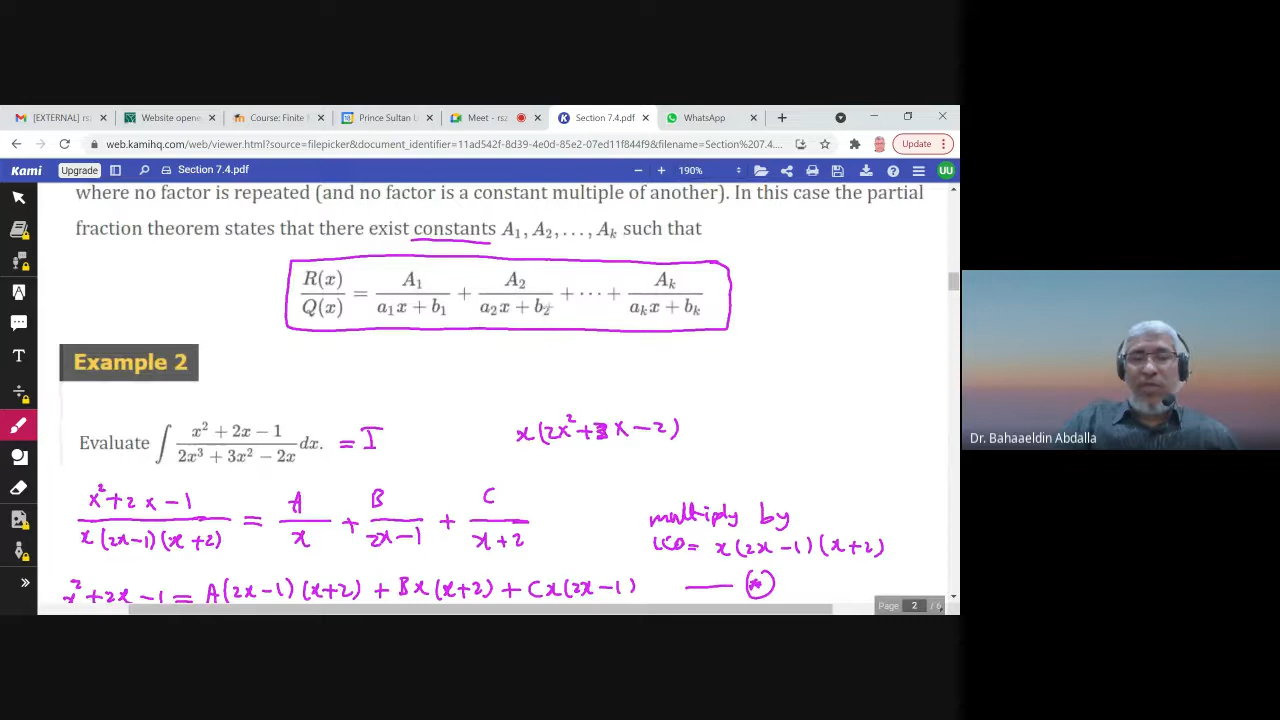 [EXTERNAL] rsz
Website opene
Course: Finite M
Prince Sultan U
Meet - rsz
Section 7.4.pdf
WhatsApp
web.kamihq.com/web/viewer.html?source=filepicker&document_identifier=11ad542f-8d39-4e0d-85e2-07ed11f844f9&filename=Section%207.4....
Update
Kami Upgrade Section 7.4.pdf 190% UU
where no factor is repeated (and no factor is a constant multiple of another). In this case the partial
fraction theorem states that there exist constants A₁, A₂, . . . , Aₖ such that
R(x)/Q(x) = A₁/(a₁x + b₁) + A₂/(a₂x + b₂) + ··· + Aₖ/(aₖx + bₖ)
Example 2
x(2x²+3x−2)
Evaluate ∫ (x² + 2x − 1)/(2x³ + 3x² − 2x) dx. = I
(x²+2x−1)/(x(2x−1)(x+2)) = A/x + B/(2x−1) + C/(x+2)
multiply by
LCD= x(2x−1)(x+2)
x²+2x−1 = A(2x−1)(x+2) + Bx(x+2) + Cx(2x−1) —— (*)
Page 2 / 6
Dr. Bahaaeldin Abdalla